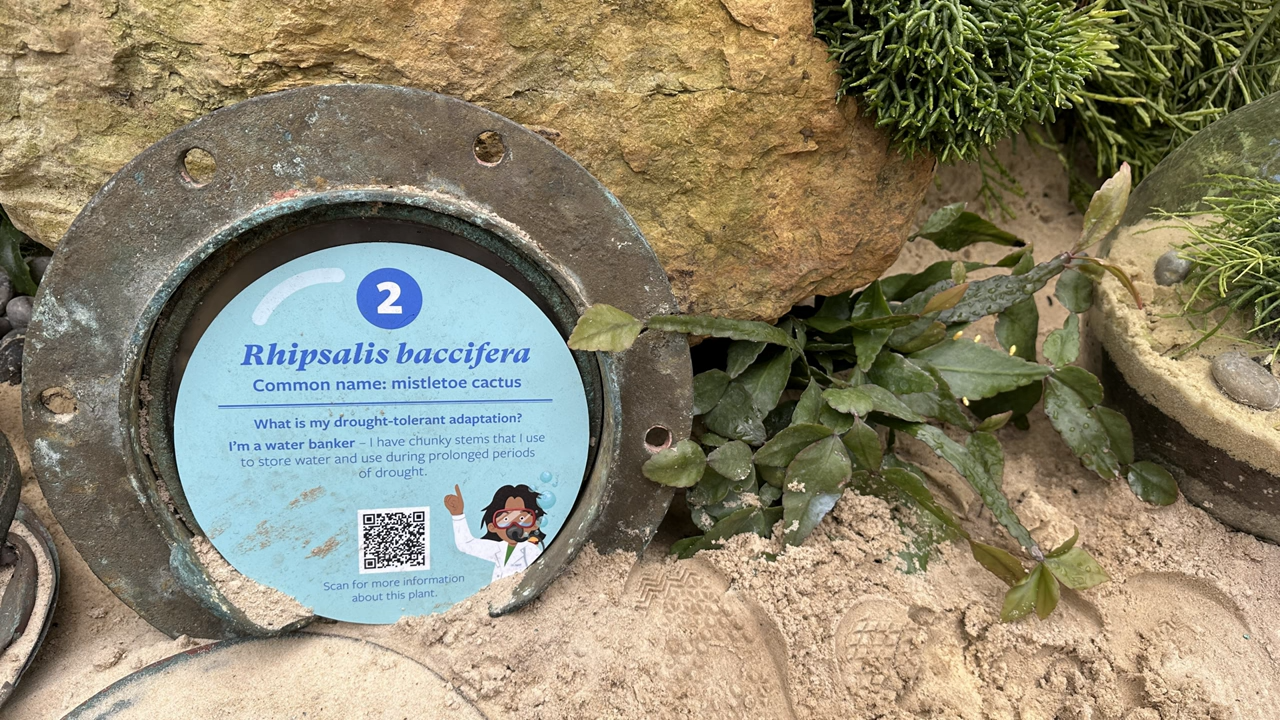 2
Rhipsalis baccifera
Common name: mistletoe cactus
What is my drought-tolerant adaptation?
I'm a water banker – I have chunky stems that I use
to store water and use during prolonged periods
of drought.
Scan for more information
about this plant.